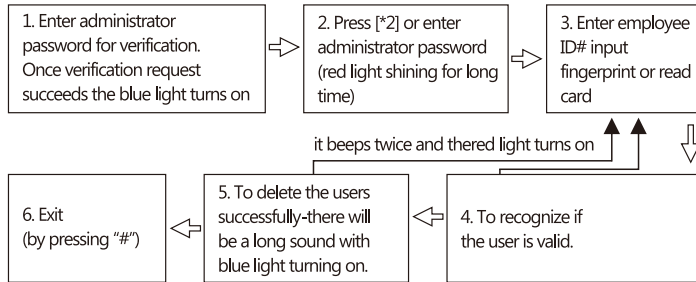 1. Enter administrator
password for verification.
Once verification request
succeeds the blue light turns on
2. Press [*2] or enter
administrator password
(red light shining for long
time)
3. Enter employee
ID# input
fingerprint or read
card
it beeps twice and thered light turns on
6. Exit
(by pressing “#”)
5. To delete the users
successfully-there will
be a long sound with
blue light turning on.
4. To recognize if
the user is valid.